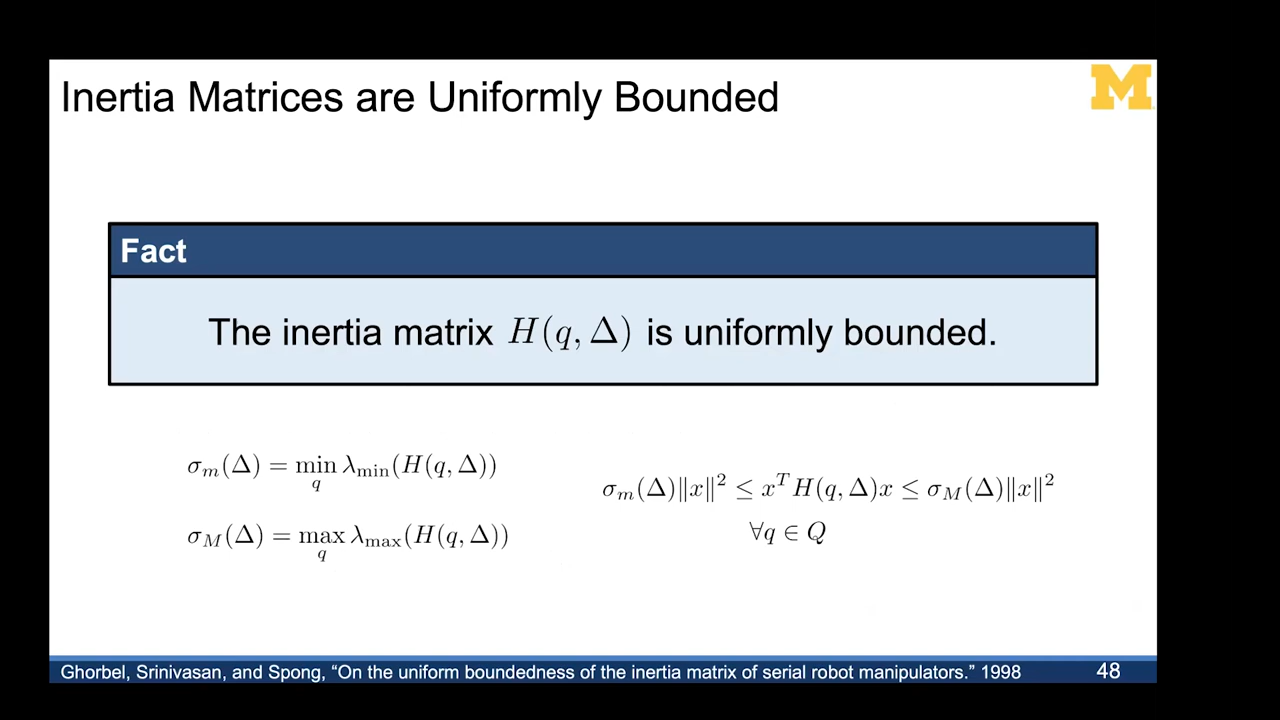 Inertia Matrices are Uniformly Bounded
M
Fact
The inertia matrix H(q, Δ) is uniformly bounded.
σ_m(Δ) = min_q λ_min(H(q, Δ))
σ_M(Δ) = max_q λ_max(H(q, Δ))
σ_m(Δ)‖x‖² ≤ x^T H(q, Δ)x ≤ σ_M(Δ)‖x‖²
∀q ∈ Q
Ghorbel, Srinivasan, and Spong, “On the uniform boundedness of the inertia matrix of serial robot manipulators.” 1998
48